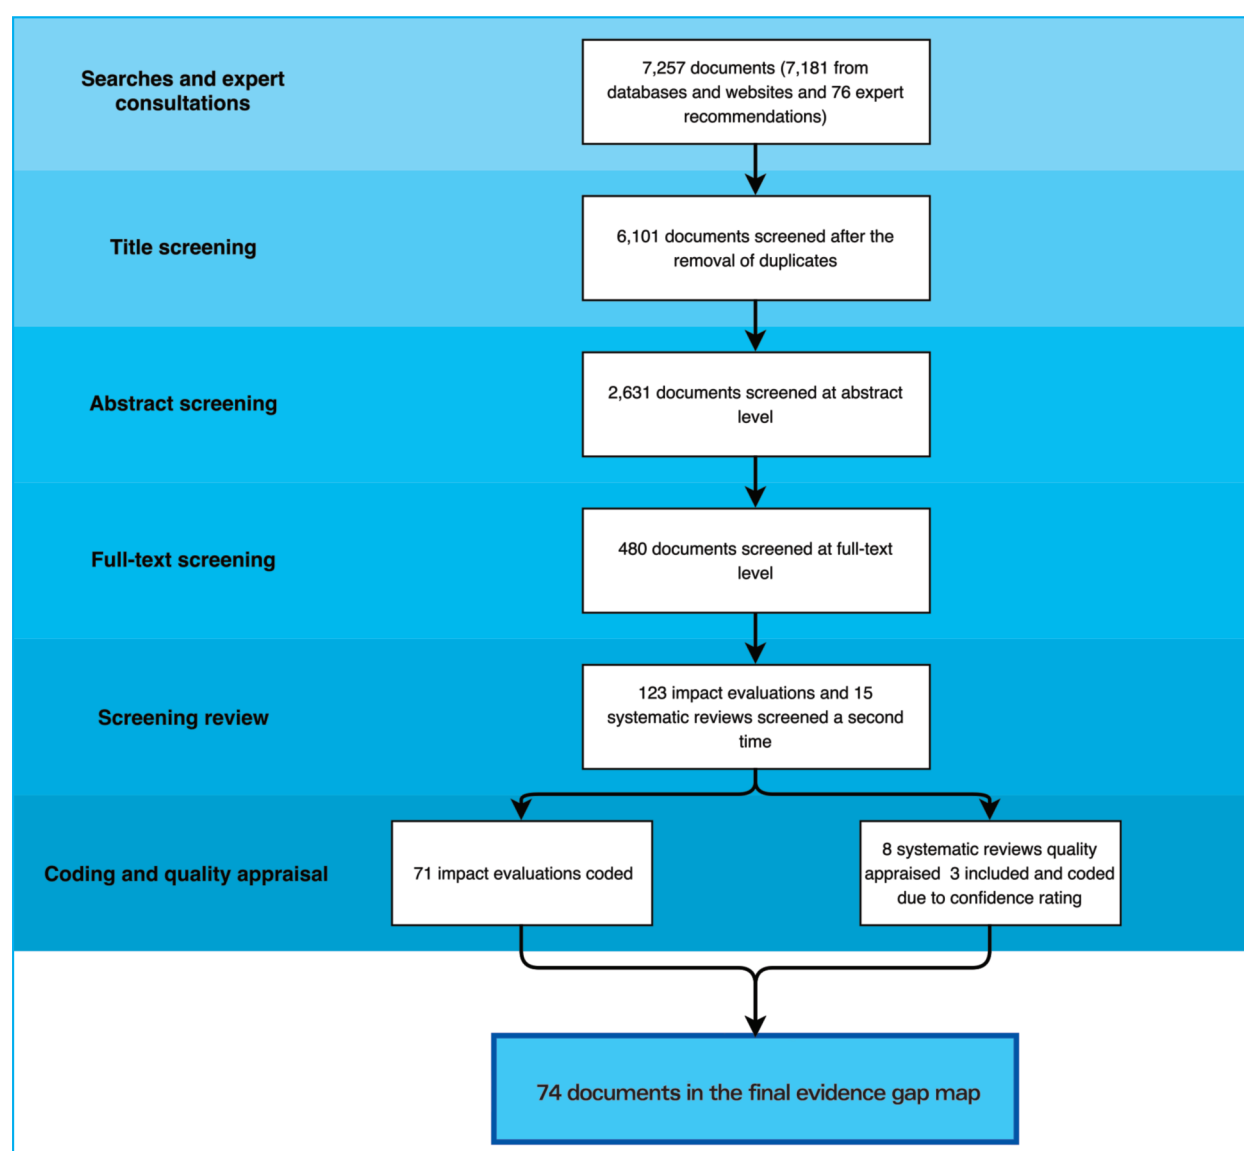 Searches and expert
consultations
7,257 documents (7,181 from
databases and websites and 76 expert
recommendations)
Title screening
6,101 documents screened after the
removal of duplicates
Abstract screening
2,631 documents screened at abstract
level
Full-text screening
480 documents screened at full-text
level
Screening review
123 impact evaluations and 15
systematic reviews screened a second
time
Coding and quality appraisal
71 impact evaluations coded
8 systematic reviews quality
appraised  3 included and coded
due to confidence rating
74 documents in the final evidence gap map